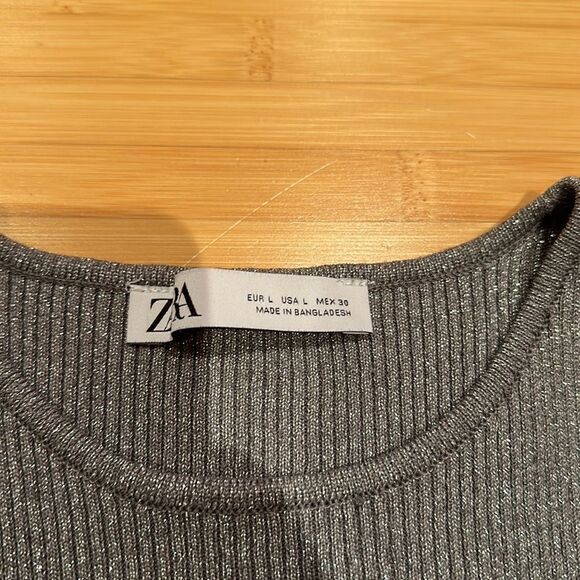 ZARA
EUR L USA L MEX 30
MADE IN BANGLADESH